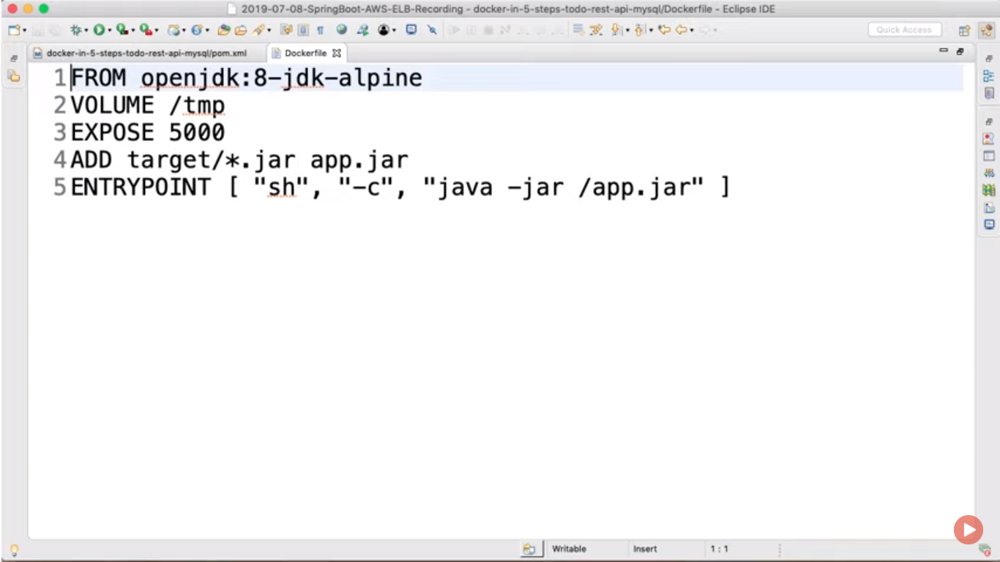 2019-07-08-SpringBoot-AWS-ELB-Recording - docker-in-5-steps-todo-rest-api-mysql/Dockerfile - Eclipse IDE
Quick Access
docker-in-5-steps-todo-rest-api-mysql/pom.xml Dockerfile
1 FROM openjdk:8-jdk-alpine
2 VOLUME /tmp
3 EXPOSE 5000
4 ADD target/*.jar app.jar
5 ENTRYPOINT [ "sh", "-c", "java -jar /app.jar" ]
Writable Insert 1 : 1